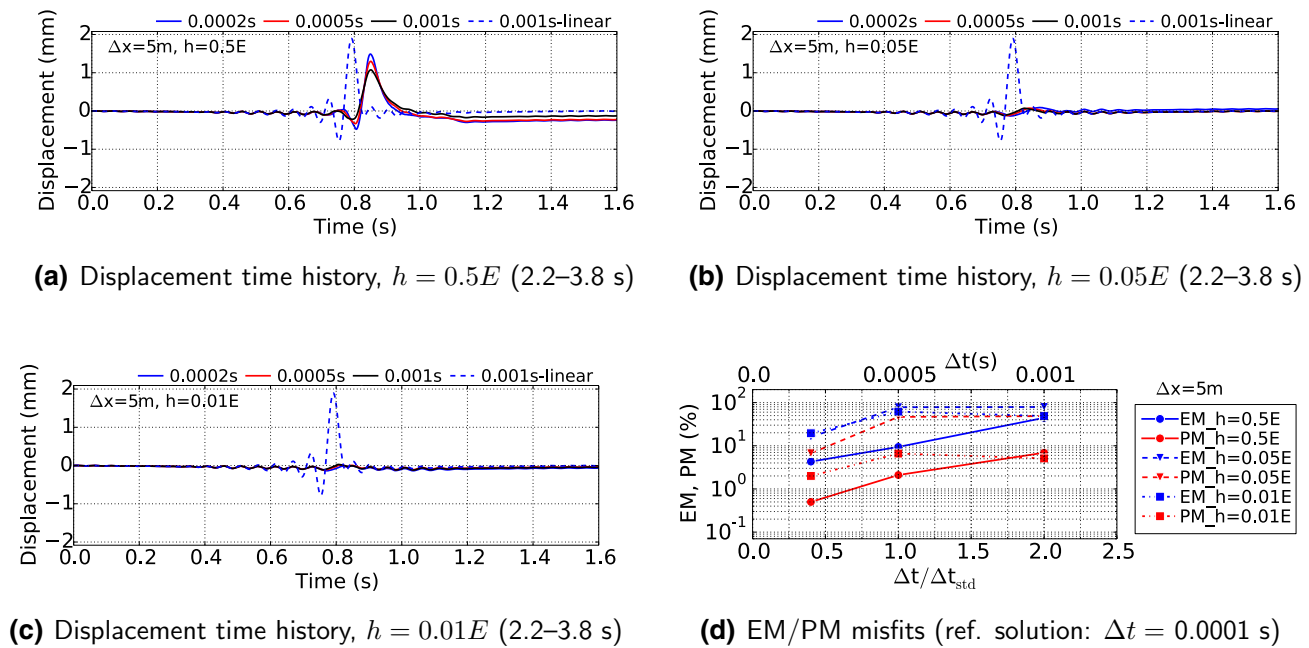 0.0002s 0.0005s 0.001s 0.001s-linear
Δx=5m, h=0.5E
Displacement (mm)
2
1
0
−1
−2
0.0 0.2 0.4 0.6 0.8 1.0 1.2 1.4 1.6
Time (s)
(a) Displacement time history, h = 0.5E (2.2–3.8 s)
0.0002s 0.0005s 0.001s 0.001s-linear
Δx=5m, h=0.05E
Displacement (mm)
2
1
0
−1
−2
0.0 0.2 0.4 0.6 0.8 1.0 1.2 1.4 1.6
Time (s)
(b) Displacement time history, h = 0.05E (2.2–3.8 s)
0.0002s 0.0005s 0.001s 0.001s-linear
Δx=5m, h=0.01E
Displacement (mm)
2
1
0
−1
−2
0.0 0.2 0.4 0.6 0.8 1.0 1.2 1.4 1.6
Time (s)
(c) Displacement time history, h = 0.01E (2.2–3.8 s)
Δt(s)
0.0 0.0005 0.001
EM, PM (%)
10²
10¹
10⁰
10⁻¹
0.0 0.5 1.0 1.5 2.0 2.5
Δt/Δt_std
Δx=5m
EM_h=0.5E
PM_h=0.5E
EM_h=0.05E
PM_h=0.05E
EM_h=0.01E
PM_h=0.01E
(d) EM/PM misfits (ref. solution: Δt = 0.0001 s)